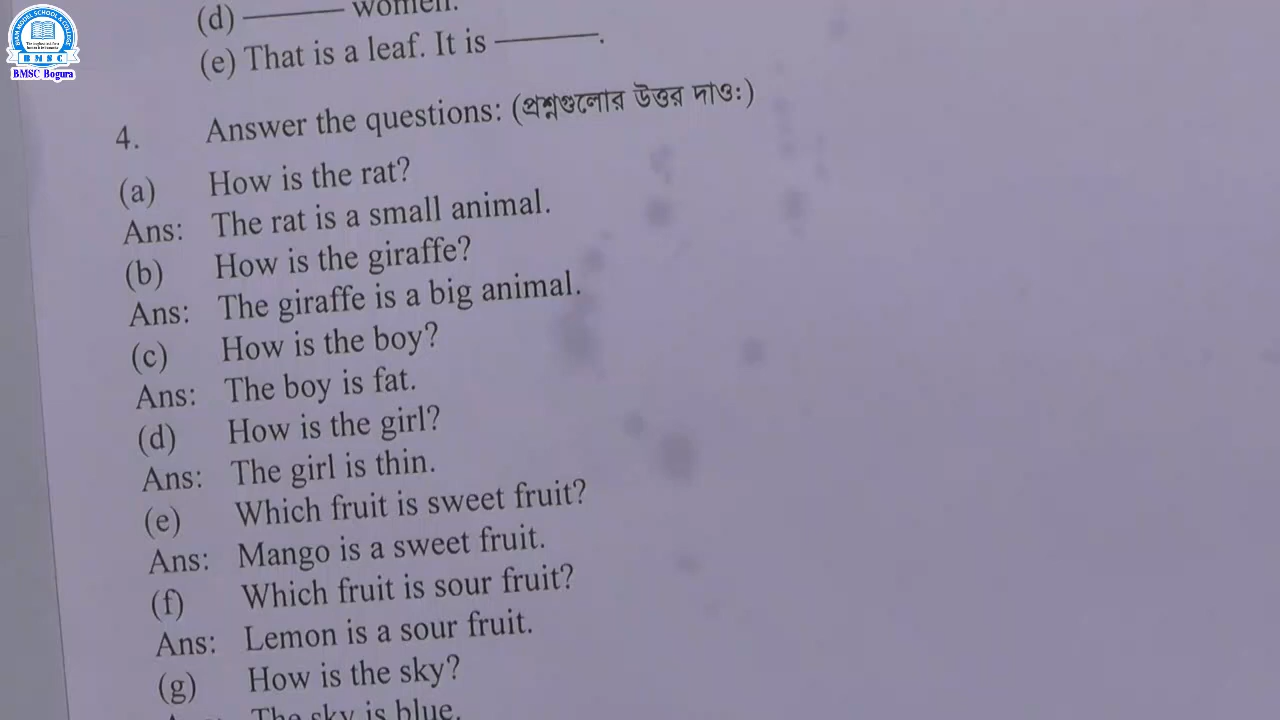 (d) ______ women.
(e) That is a leaf. It is ______.
4. Answer the questions: (প্রশ্নগুলোর উত্তর দাওঃ)
(a) How is the rat?
Ans: The rat is a small animal.
(b) How is the giraffe?
Ans: The giraffe is a big animal.
(c) How is the boy?
Ans: The boy is fat.
(d) How is the girl?
Ans: The girl is thin.
(e) Which fruit is sweet fruit?
Ans: Mango is a sweet fruit.
(f) Which fruit is sour fruit?
Ans: Lemon is a sour fruit.
(g) How is the sky?
Ans: The sky is blue.
BMSC
BMSC Bogura